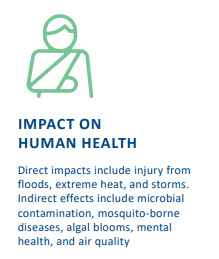 IMPACT ON
HUMAN HEALTH
Direct impacts include injury from
floods, extreme heat, and storms.
Indirect effects include microbial
contamination, mosquito-borne
diseases, algal blooms, mental
health, and air quality